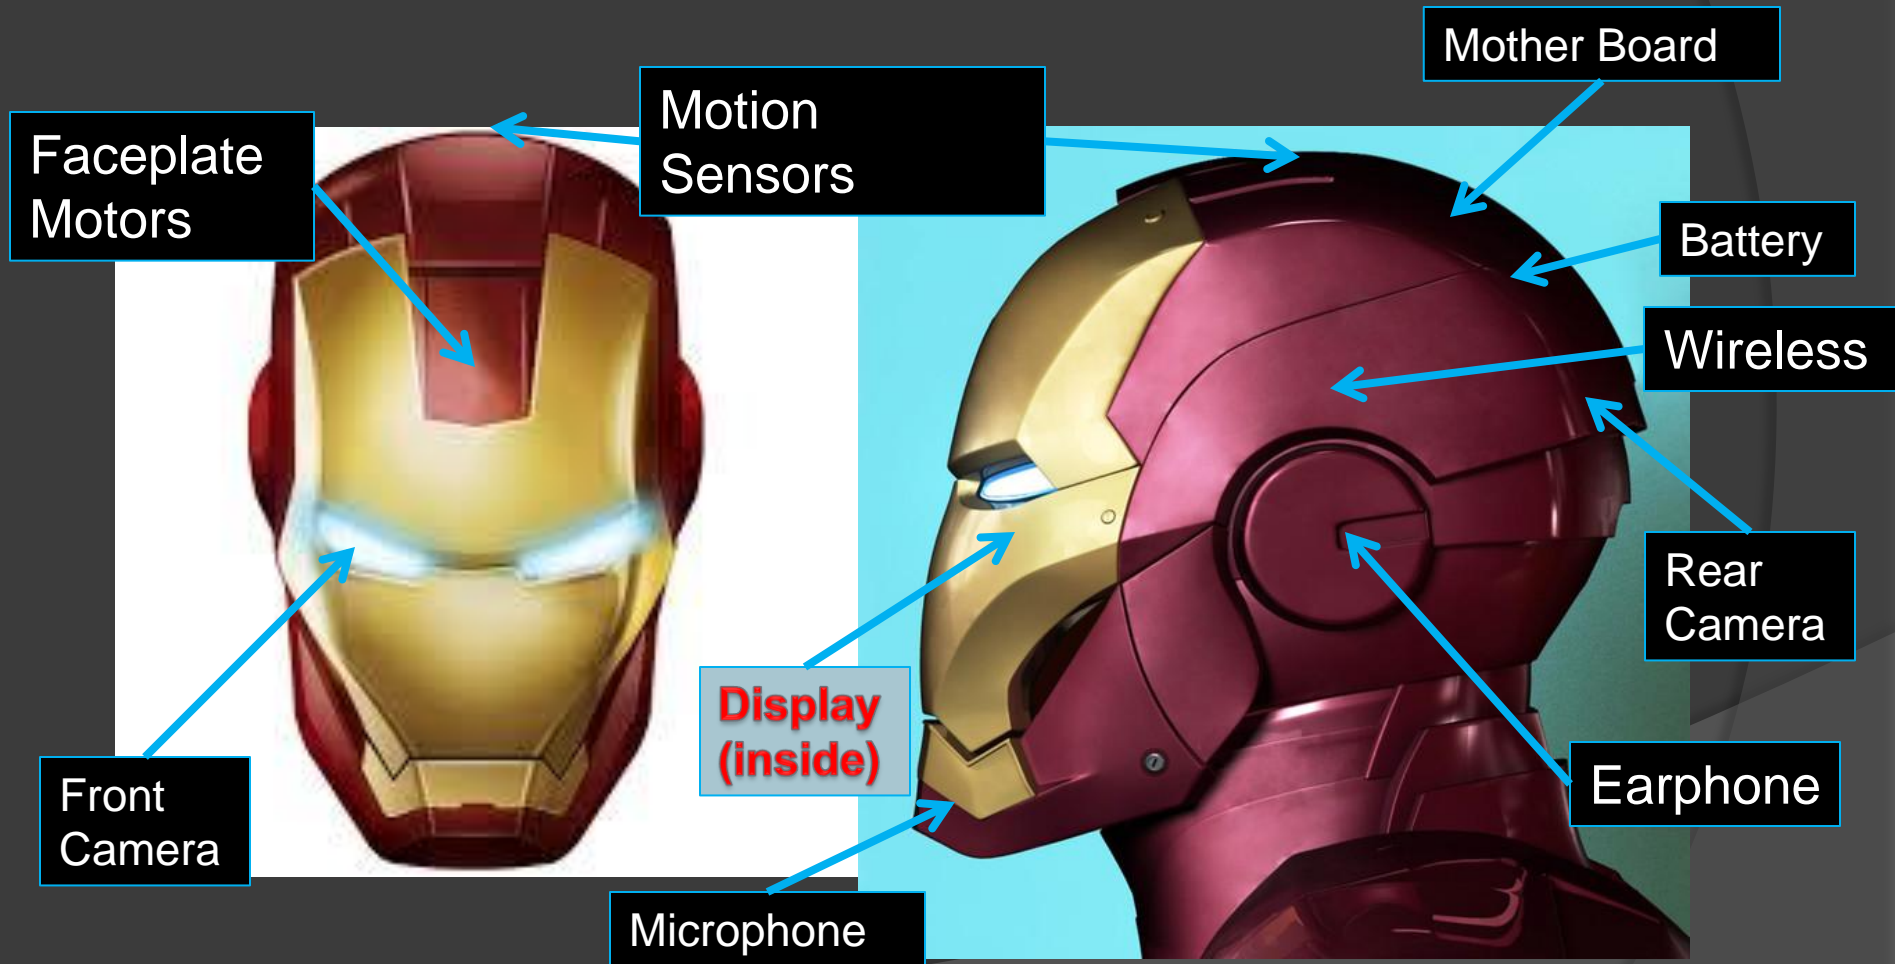 Mother Board
Motion
Sensors
Faceplate
Motors
Battery
Wireless
Rear
Camera
Display
(inside)
Front
Camera
Earphone
Microphone